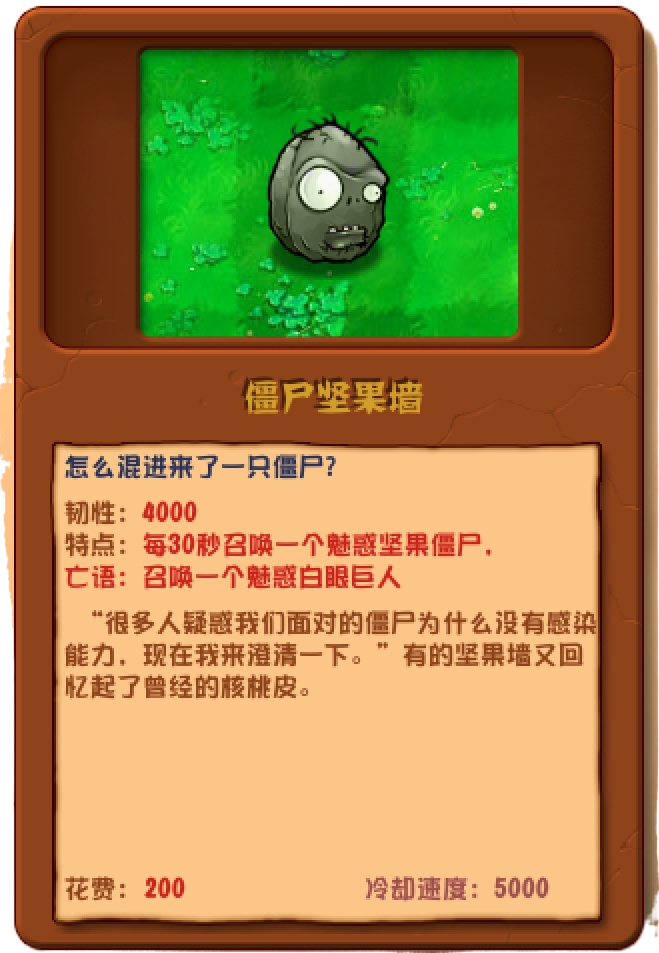 僵尸坚果墙
怎么混进来了一只僵尸?
韧性：4000
特点：每30秒召唤一个魅惑坚果僵尸.
亡语：召唤一个魅惑白眼巨人
“很多人疑惑我们面对的僵尸为什么没有感染
能力. 现在我来澄清一下。”有的坚果墙又回
忆起了曾经的核桃皮。
花费：200 冷却速度：5000